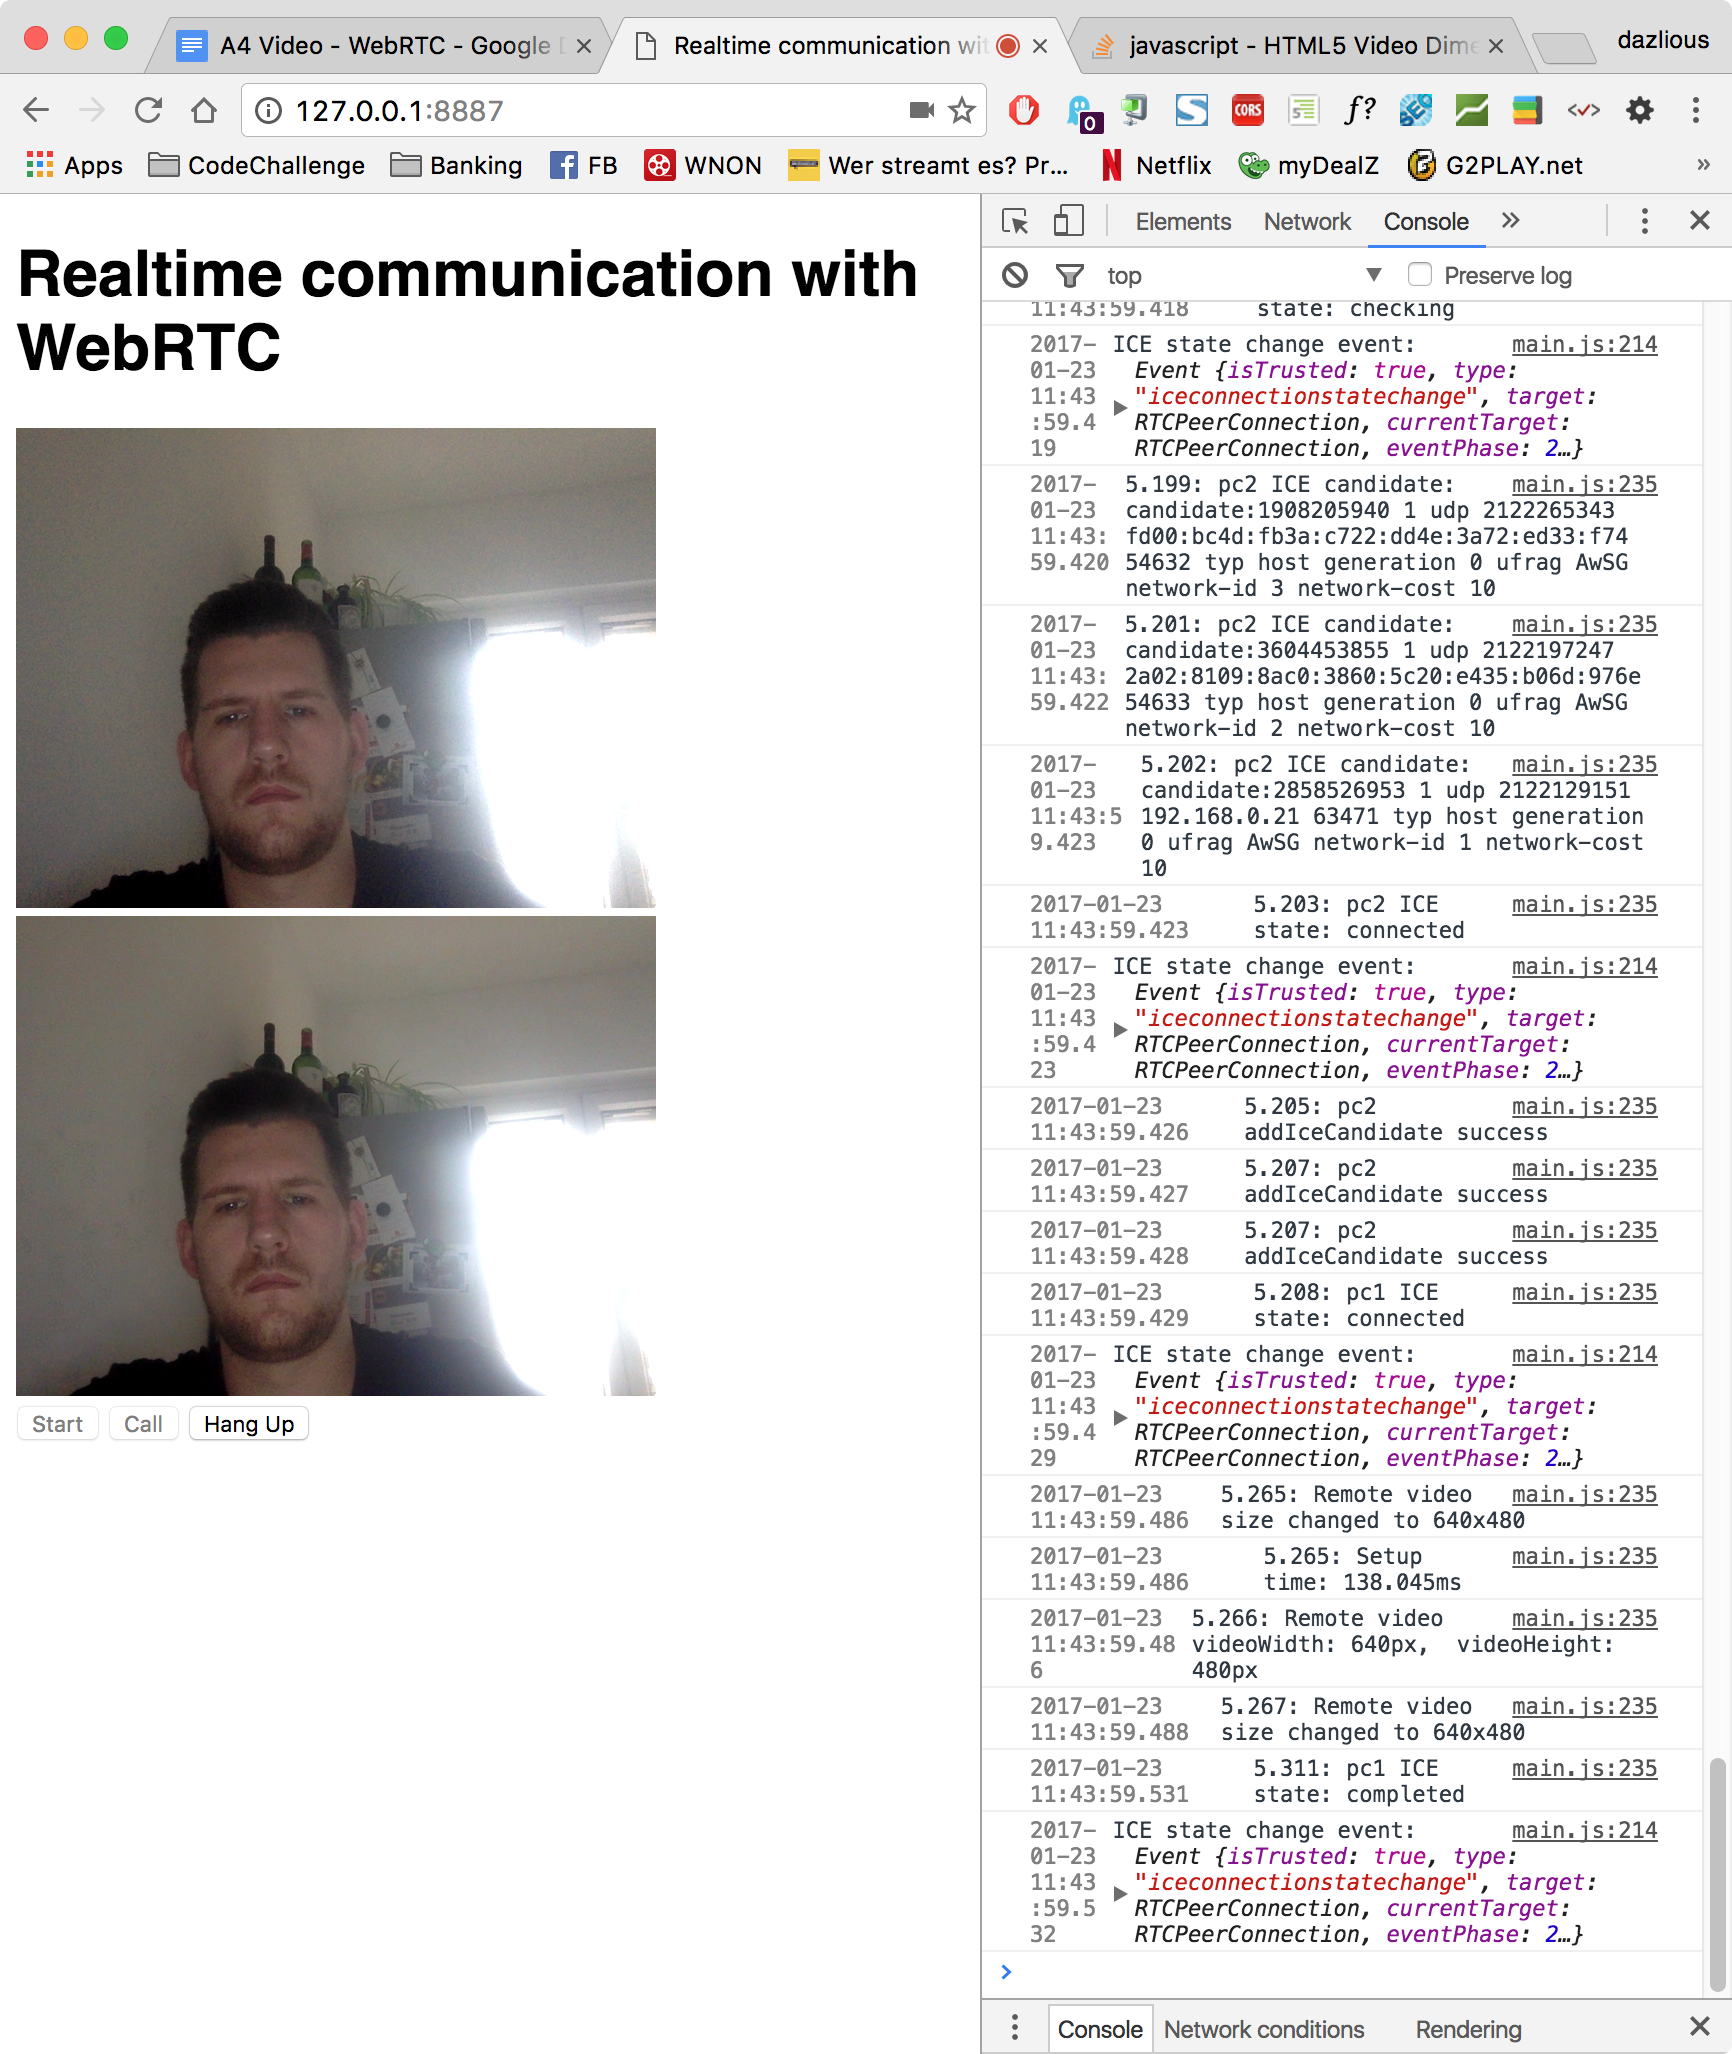 A4 Video - WebRTC - Google D
Realtime communication wit
javascript - HTML5 Video Dime
dazlious
127.0.0.1:8887
0
CORS
f?
Apps
CodeChallenge
Banking
FB
WNON
Wer streamt es? Pr...
Netflix
myDealZ
G2PLAY.net
»
Realtime communication with
WebRTC
Start
Call
Hang Up
Elements
Network
Console
»
top
Preserve log
11:43:59.418 state: checking
2017- ICE state change event: main.js:214
01-23 Event {isTrusted: true, type:
11:43 "iceconnectionstatechange", target:
:59.4 RTCPeerConnection, currentTarget:
19 RTCPeerConnection, eventPhase: 2…}
2017- 5.199: pc2 ICE candidate: main.js:235
01-23 candidate:1908205940 1 udp 2122265343
11:43: fd00:bc4d:fb3a:c722:dd4e:3a72:ed33:f74
59.420 54632 typ host generation 0 ufrag AwSG
network-id 3 network-cost 10
2017- 5.201: pc2 ICE candidate: main.js:235
01-23 candidate:3604453855 1 udp 2122197247
11:43: 2a02:8109:8ac0:3860:5c20:e435:b06d:976e
59.422 54633 typ host generation 0 ufrag AwSG
network-id 2 network-cost 10
2017- 5.202: pc2 ICE candidate: main.js:235
01-23 candidate:2858526953 1 udp 2122129151
11:43:5 192.168.0.21 63471 typ host generation
9.423 0 ufrag AwSG network-id 1 network-cost
10
2017-01-23 5.203: pc2 ICE main.js:235
11:43:59.423 state: connected
2017- ICE state change event: main.js:214
01-23 Event {isTrusted: true, type:
11:43 "iceconnectionstatechange", target:
:59.4 RTCPeerConnection, currentTarget:
23 RTCPeerConnection, eventPhase: 2…}
2017-01-23 5.205: pc2 main.js:235
11:43:59.426 addIceCandidate success
2017-01-23 5.207: pc2 main.js:235
11:43:59.427 addIceCandidate success
2017-01-23 5.207: pc2 main.js:235
11:43:59.428 addIceCandidate success
2017-01-23 5.208: pc1 ICE main.js:235
11:43:59.429 state: connected
2017- ICE state change event: main.js:214
01-23 Event {isTrusted: true, type:
11:43 "iceconnectionstatechange", target:
:59.4 RTCPeerConnection, currentTarget:
29 RTCPeerConnection, eventPhase: 2…}
2017-01-23 5.265: Remote video main.js:235
11:43:59.486 size changed to 640x480
2017-01-23 5.265: Setup main.js:235
11:43:59.486 time: 138.045ms
2017-01-23 5.266: Remote video main.js:235
11:43:59.48 videoWidth: 640px, videoHeight:
6 480px
2017-01-23 5.267: Remote video main.js:235
11:43:59.488 size changed to 640x480
2017-01-23 5.311: pc1 ICE main.js:235
11:43:59.531 state: completed
2017- ICE state change event: main.js:214
01-23 Event {isTrusted: true, type:
11:43 "iceconnectionstatechange", target:
:59.5 RTCPeerConnection, currentTarget:
32 RTCPeerConnection, eventPhase: 2…}
Console
Network conditions
Rendering